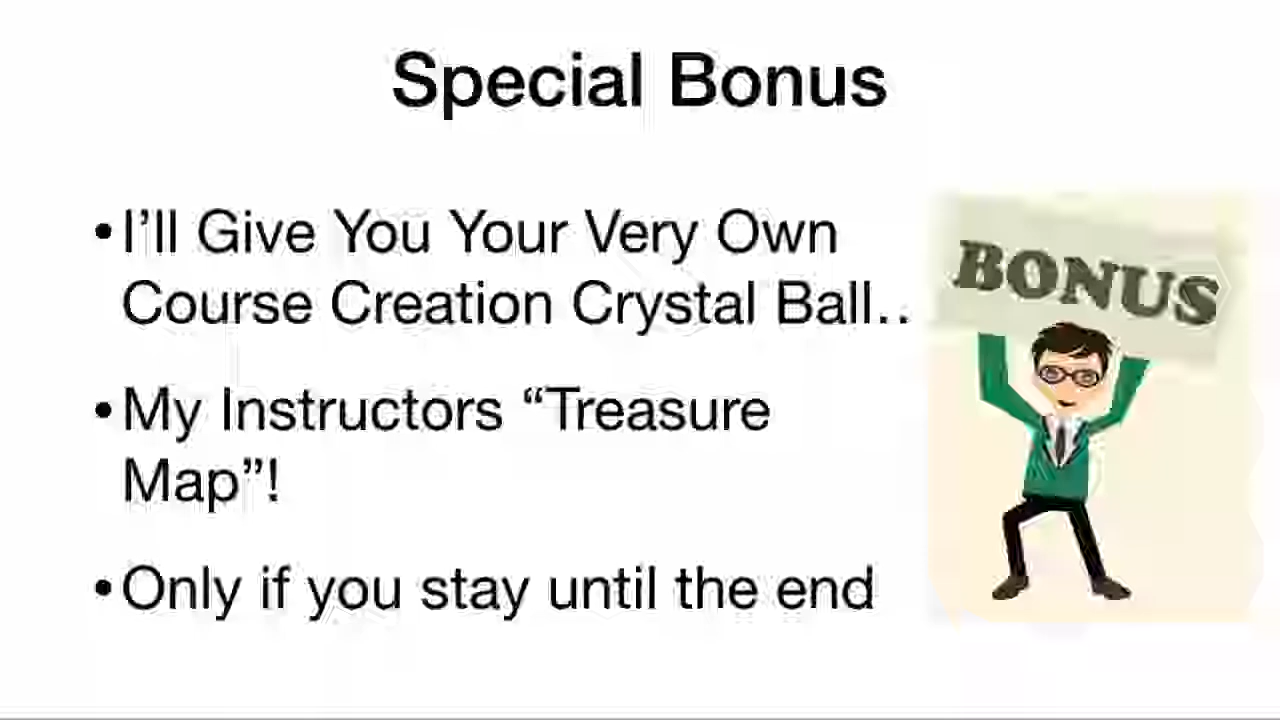 Special Bonus
•I’ll Give You Your Very Own
Course Creation Crystal Ball..
•My Instructors “Treasure
Map”!
•Only if you stay until the end
BONUS